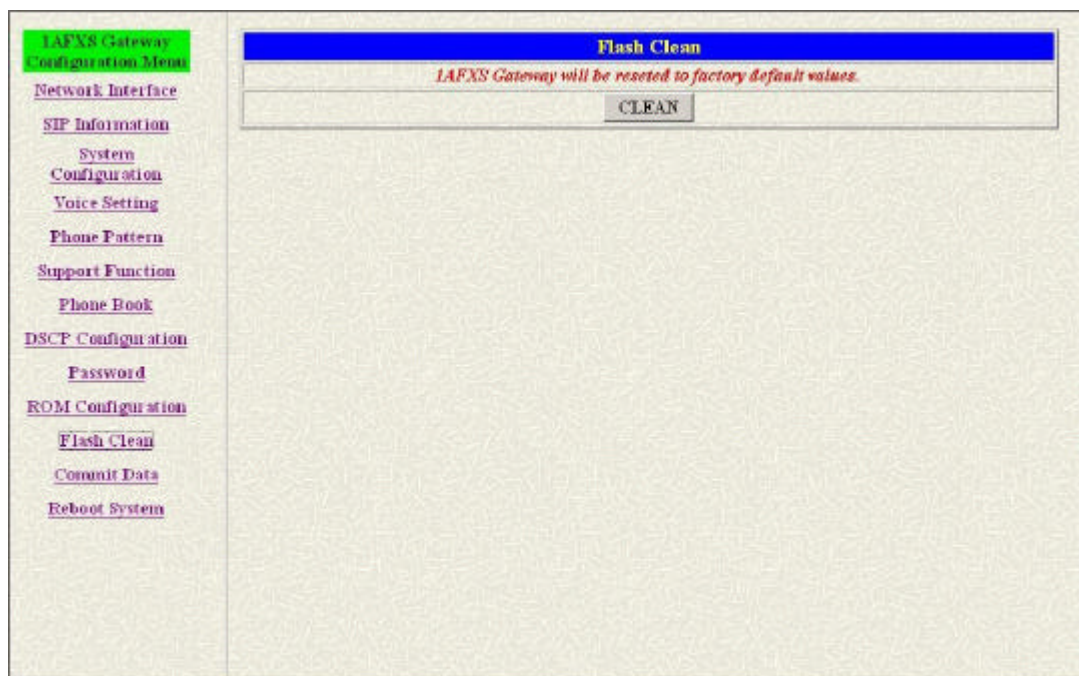 1AFXS Gateway
Configuration Menu
Network Interface
SIP Information
System
Configuration
Voice Setting
Phone Pattern
Support Function
Phone Book
DSCP Configuration
Password
ROM Configuration
Flash Clean
Commit Data
Reboot System
Flash Clean
1AFXS Gateway will be reseted to factory default values.
CLEAN